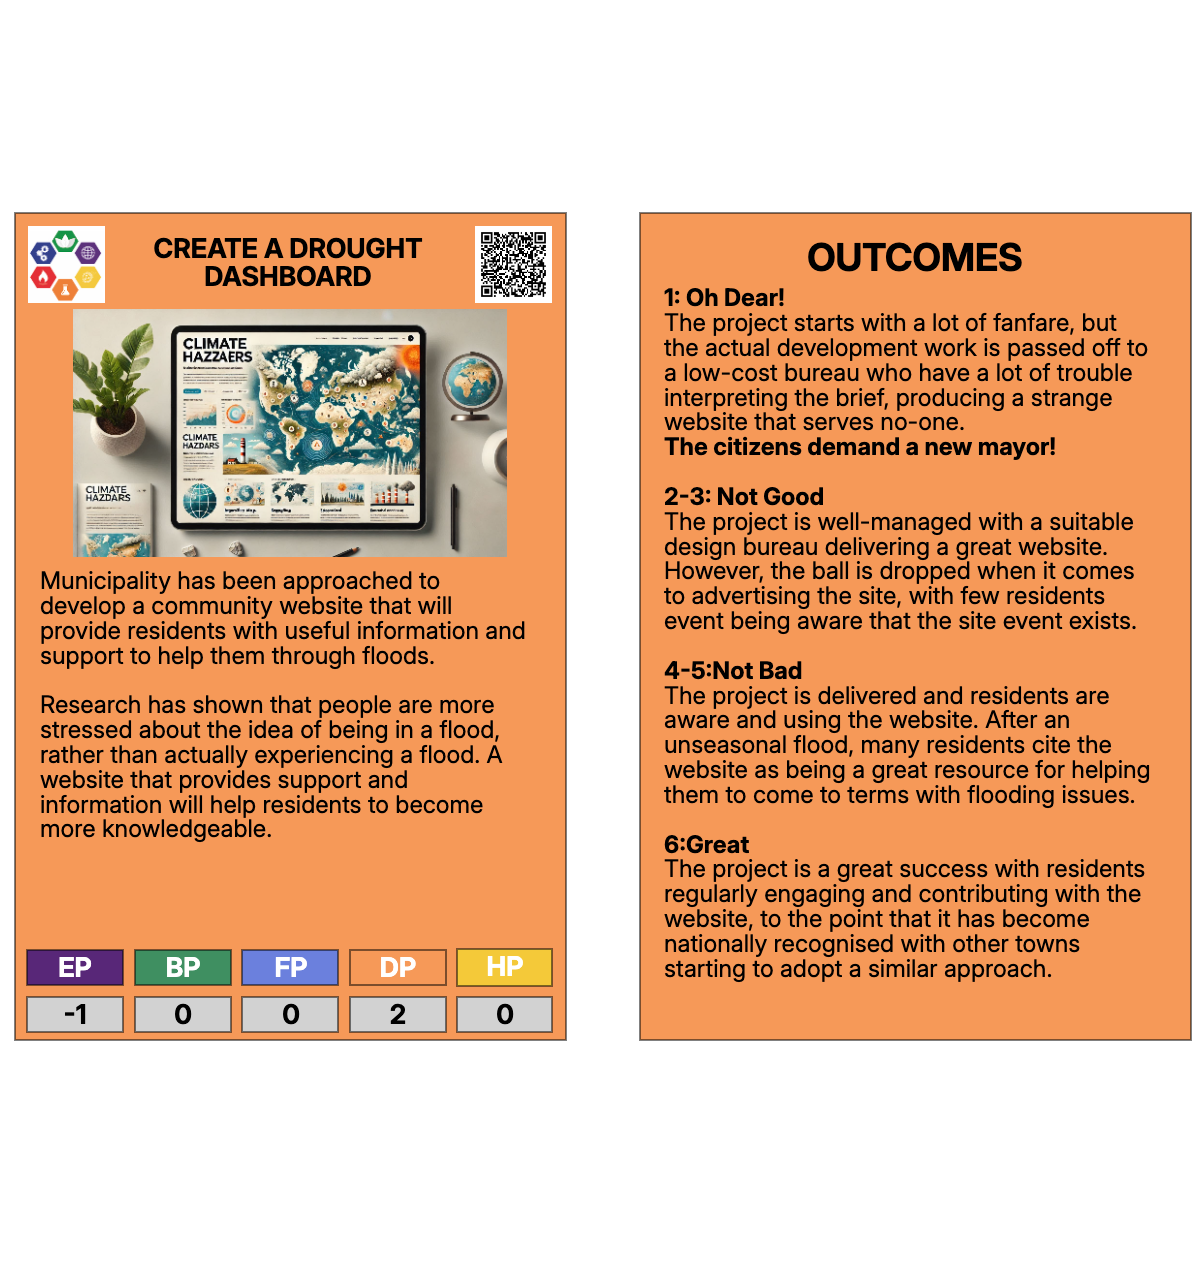 CREATE A DROUGHT
DASHBOARD
CLIMATE
HAZZAERS
CLIMATE
HAZDARS
CLIMATE
HAZDARS
Municipality has been approached to
develop a community website that will
provide residents with useful information and
support to help them through floods.
Research has shown that people are more
stressed about the idea of being in a flood,
rather than actually experiencing a flood. A
website that provides support and
information will help residents to become
more knowledgeable.
EP BP FP DP HP
-1 0 0 2 0
OUTCOMES
1: Oh Dear!
The project starts with a lot of fanfare, but
the actual development work is passed off to
a low-cost bureau who have a lot of trouble
interpreting the brief, producing a strange
website that serves no-one.
The citizens demand a new mayor!
2-3: Not Good
The project is well-managed with a suitable
design bureau delivering a great website.
However, the ball is dropped when it comes
to advertising the site, with few residents
event being aware that the site event exists.
4-5:Not Bad
The project is delivered and residents are
aware and using the website. After an
unseasonal flood, many residents cite the
website as being a great resource for helping
them to come to terms with flooding issues.
6:Great
The project is a great success with residents
regularly engaging and contributing with the
website, to the point that it has become
nationally recognised with other towns
starting to adopt a similar approach.